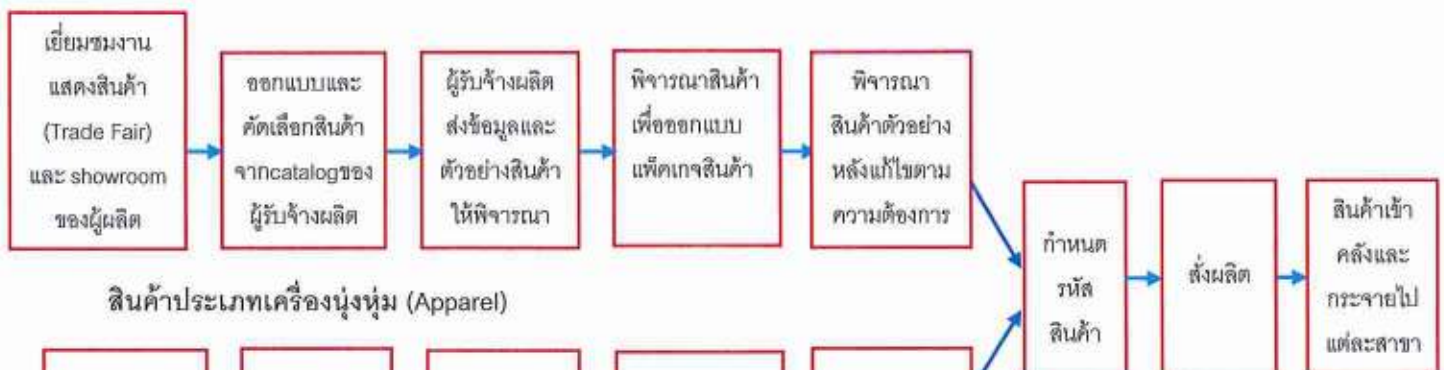 เยี่ยมชมงาน
แสดงสินค้า
(Trade Fair)
และ showroom
ของผู้ผลิต
ออกแบบและ
คัดเลือกสินค้า
จากcatalogของ
ผู้รับจ้างผลิต
ผู้รับจ้างผลิต
ส่งข้อมูลและ
ตัวอย่างสินค้า
ให้พิจารณา
พิจารณาสินค้า
เพื่อออกแบบ
แพ็คเกจสินค้า
พิจารณา
สินค้าตัวอย่าง
หลังแก้ไขตาม
ความต้องการ
กำหนด
รหัส
สินค้า
สั่งผลิต
สินค้าเข้า
คลังและ
กระจายไป
แต่ละสาขา
สินค้าประเภทเครื่องนุ่งห่ม (Apparel)